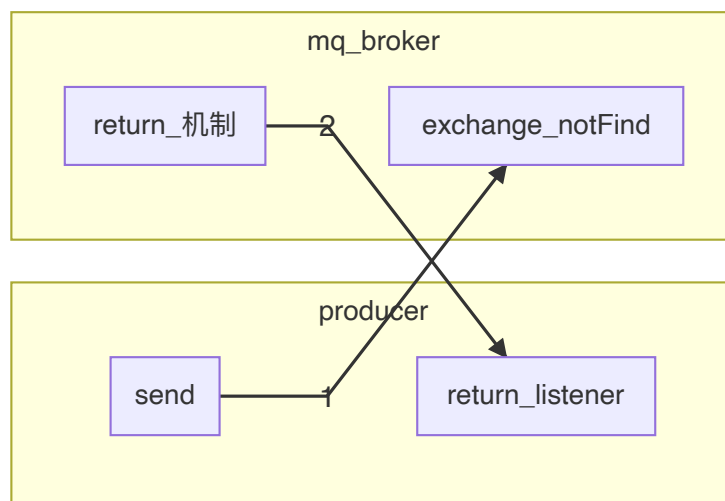 mq_broker
return_机制
2
exchange_notFind
producer
send
1
return_listener